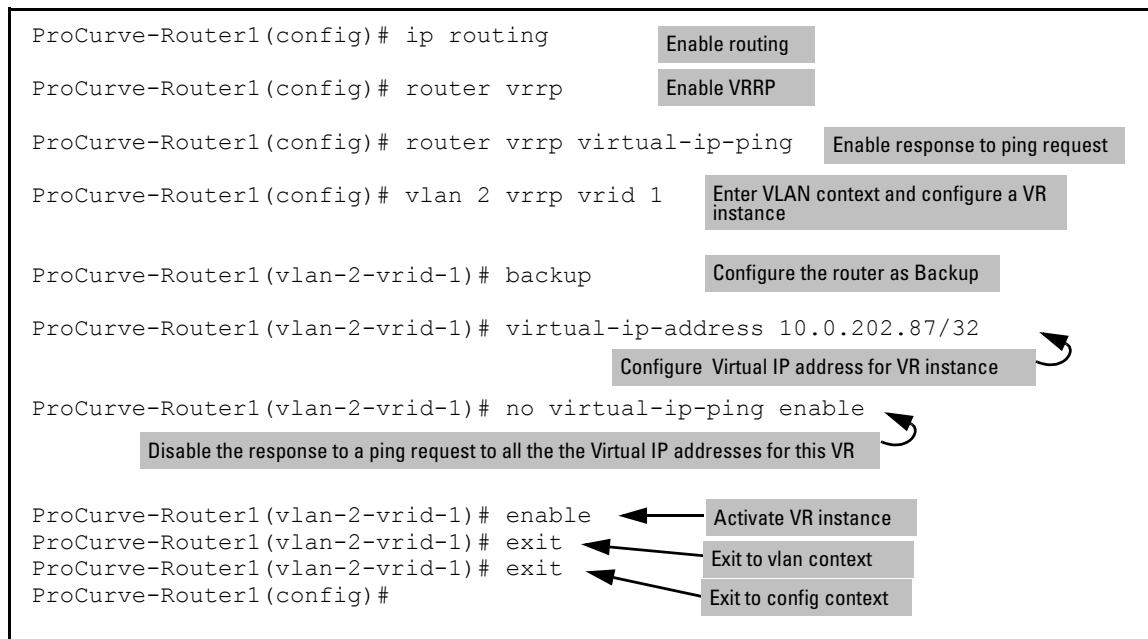 ProCurve-Router1(config)# ip routing
Enable routing
ProCurve-Router1(config)# router vrrp
Enable VRRP
ProCurve-Router1(config)# router vrrp virtual-ip-ping
Enable response to ping request
ProCurve-Router1(config)# vlan 2 vrrp vrid 1
Enter VLAN context and configure a VR
instance
ProCurve-Router1(vlan-2-vrid-1)# backup
Configure the router as Backup
ProCurve-Router1(vlan-2-vrid-1)# virtual-ip-address 10.0.202.87/32
Configure Virtual IP address for VR instance
ProCurve-Router1(vlan-2-vrid-1)# no virtual-ip-ping enable
Disable the response to a ping request to all the the Virtual IP addresses for this VR
ProCurve-Router1(vlan-2-vrid-1)# enable
Activate VR instance
ProCurve-Router1(vlan-2-vrid-1)# exit
Exit to vlan context
ProCurve-Router1(vlan-2-vrid-1)# exit
Exit to config context
ProCurve-Router1(config)#